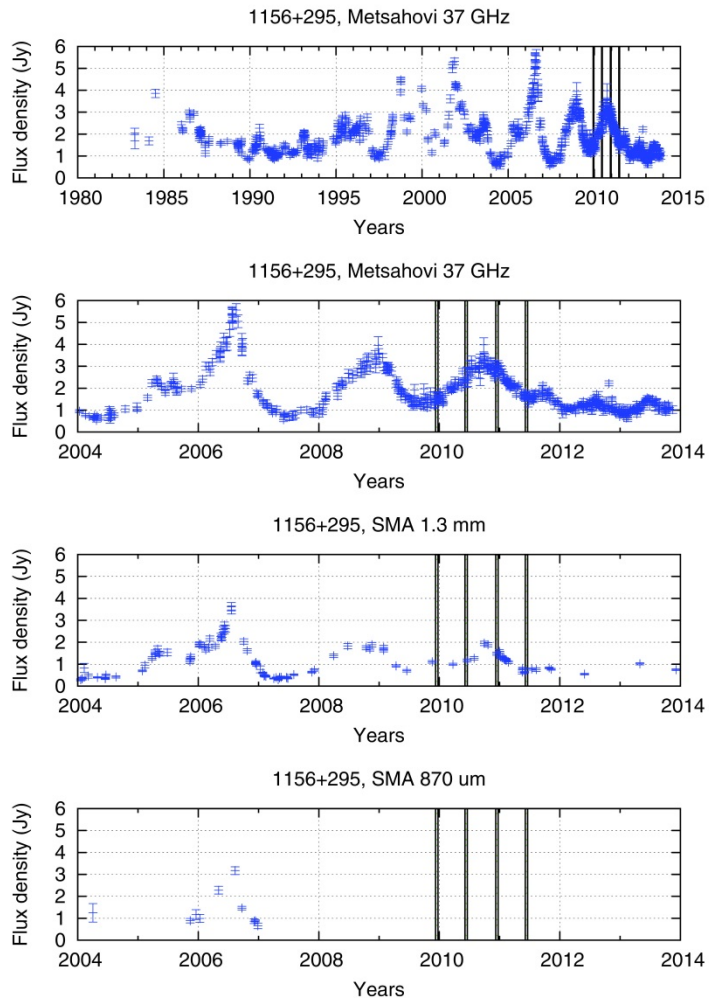 1156+295, Metsahovi 37 GHz
Flux density (Jy)
6
5
4
3
2
1
0
1980 1985 1990 1995 2000 2005 2010 2015
Years
1156+295, Metsahovi 37 GHz
Flux density (Jy)
6
5
4
3
2
1
0
2004 2006 2008 2010 2012 2014
Years
1156+295, SMA 1.3 mm
Flux density (Jy)
6
5
4
3
2
1
0
2004 2006 2008 2010 2012 2014
Years
1156+295, SMA 870 um
Flux density (Jy)
6
5
4
3
2
1
0
2004 2006 2008 2010 2012 2014
Years